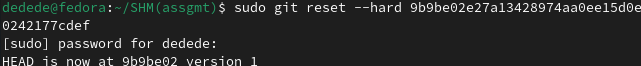 dedede@fedora:~/SHM(assgmt)$ sudo git reset --hard 9b9be02e27a13428974aa0ee15d0e
0242177cdef
[sudo] password for dedede:
HEAD is now at 9b9be02 version 1